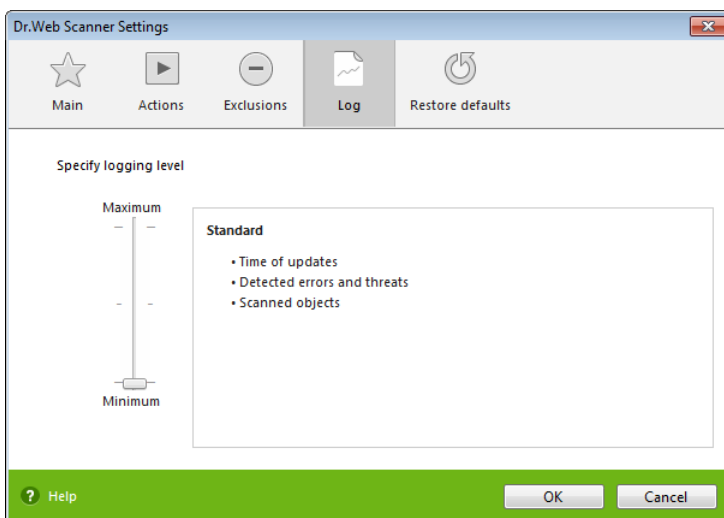 Dr.Web Scanner Settings
Main Actions Exclusions Log Restore defaults
Specify logging level
Maximum
Standard
• Time of updates
• Detected errors and threats
• Scanned objects
Minimum
? Help OK Cancel